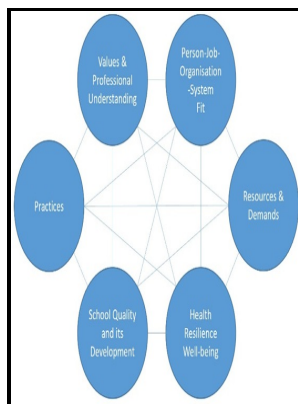 Values &
Professional
Understanding
Person-Job-
Organisation
-System
Fit
Practices
Resources &
Demands
School Quality
and its
Development
Health
Resilience
Well-being